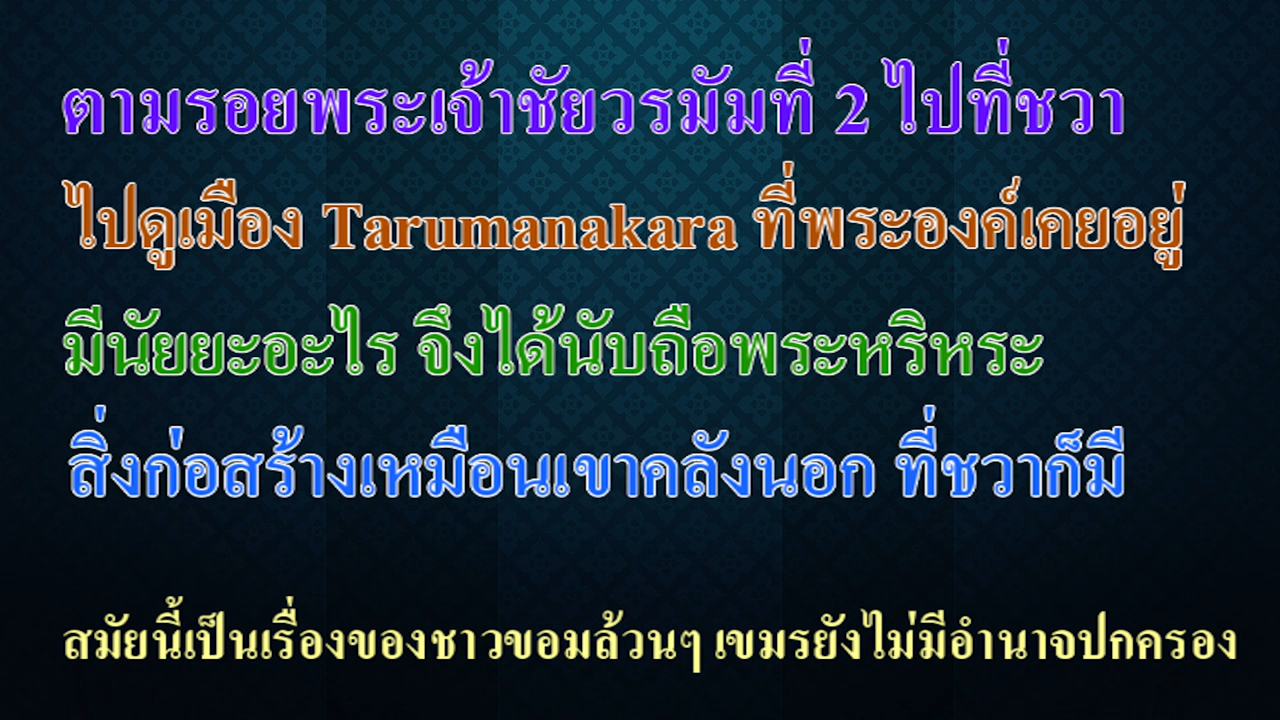 ตามรอยพระเจ้าชัยวรมัมที่ 2 ไปที่ชวา
ไปดูเมือง Tarumanakara ที่พระองค์เคยอยู่
มีนัยยะอะไร จึงได้นับถือพระหริหระ
สิ่งก่อสร้างเหมือนเขาคลังนอก ที่ชวาก็มี
สมัยนี้เป็นเรื่องของชาวขอมล้วนๆ เขมรยังไม่มีอำนาจปกครอง